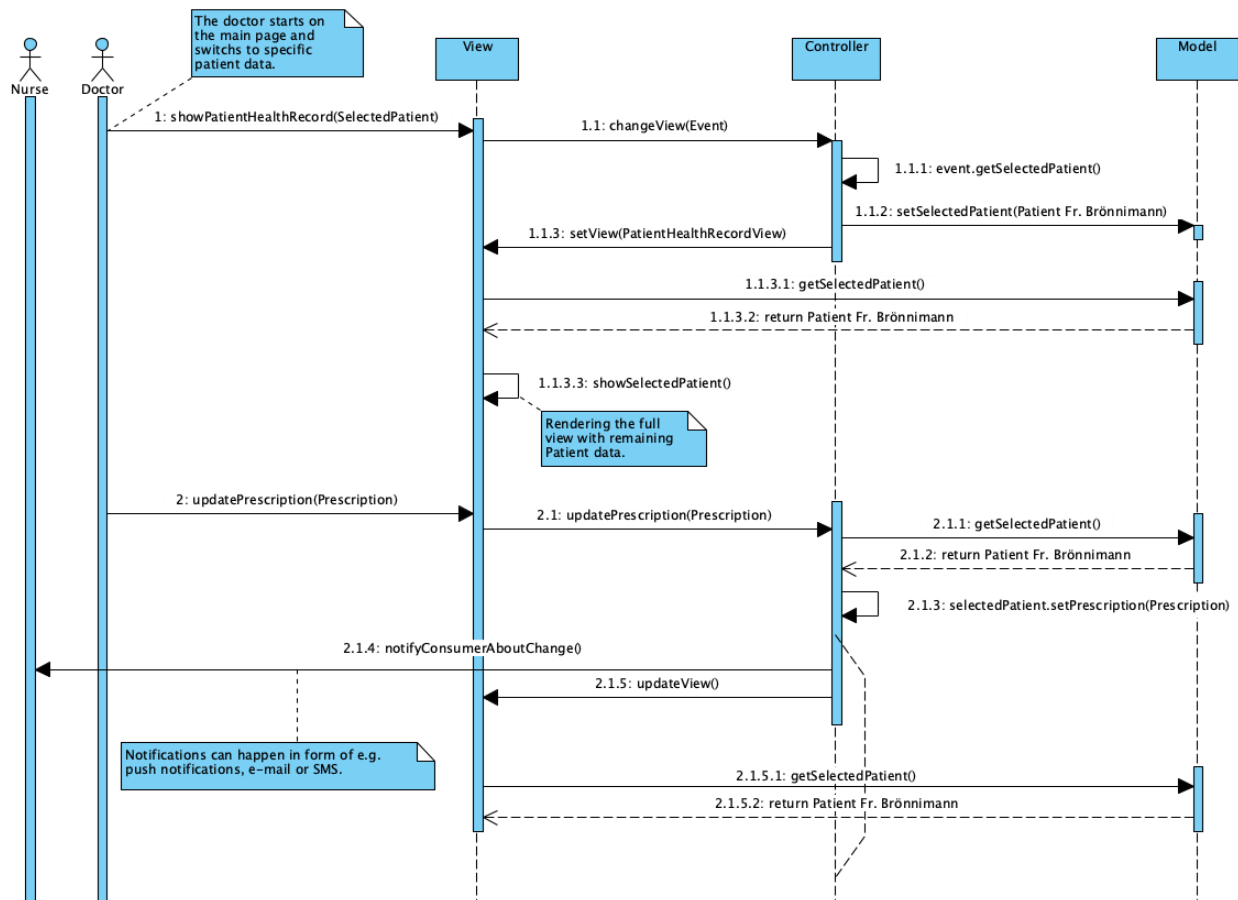 The doctor starts on
the main page and
switchs to specific
patient data.
Nurse
Doctor
View
Controller
Model
1: showPatientHealthRecord(SelectedPatient)
1.1: changeView(Event)
1.1.1: event.getSelectedPatient()
1.1.2: setSelectedPatient(Patient Fr. Brönnimann)
1.1.3: setView(PatientHealthRecordView)
1.1.3.1: getSelectedPatient()
1.1.3.2: return Patient Fr. Brönnimann
1.1.3.3: showSelectedPatient()
Rendering the full
view with remaining
Patient data.
2: updatePrescription(Prescription)
2.1: updatePrescription(Prescription)
2.1.1: getSelectedPatient()
2.1.2: return Patient Fr. Brönnimann
2.1.3: selectedPatient.setPrescription(Prescription)
2.1.4: notifyConsumerAboutChange()
2.1.5: updateView()
Notifications can happen in form of e.g.
push notifications, e-mail or SMS.
2.1.5.1: getSelectedPatient()
2.1.5.2: return Patient Fr. Brönnimann